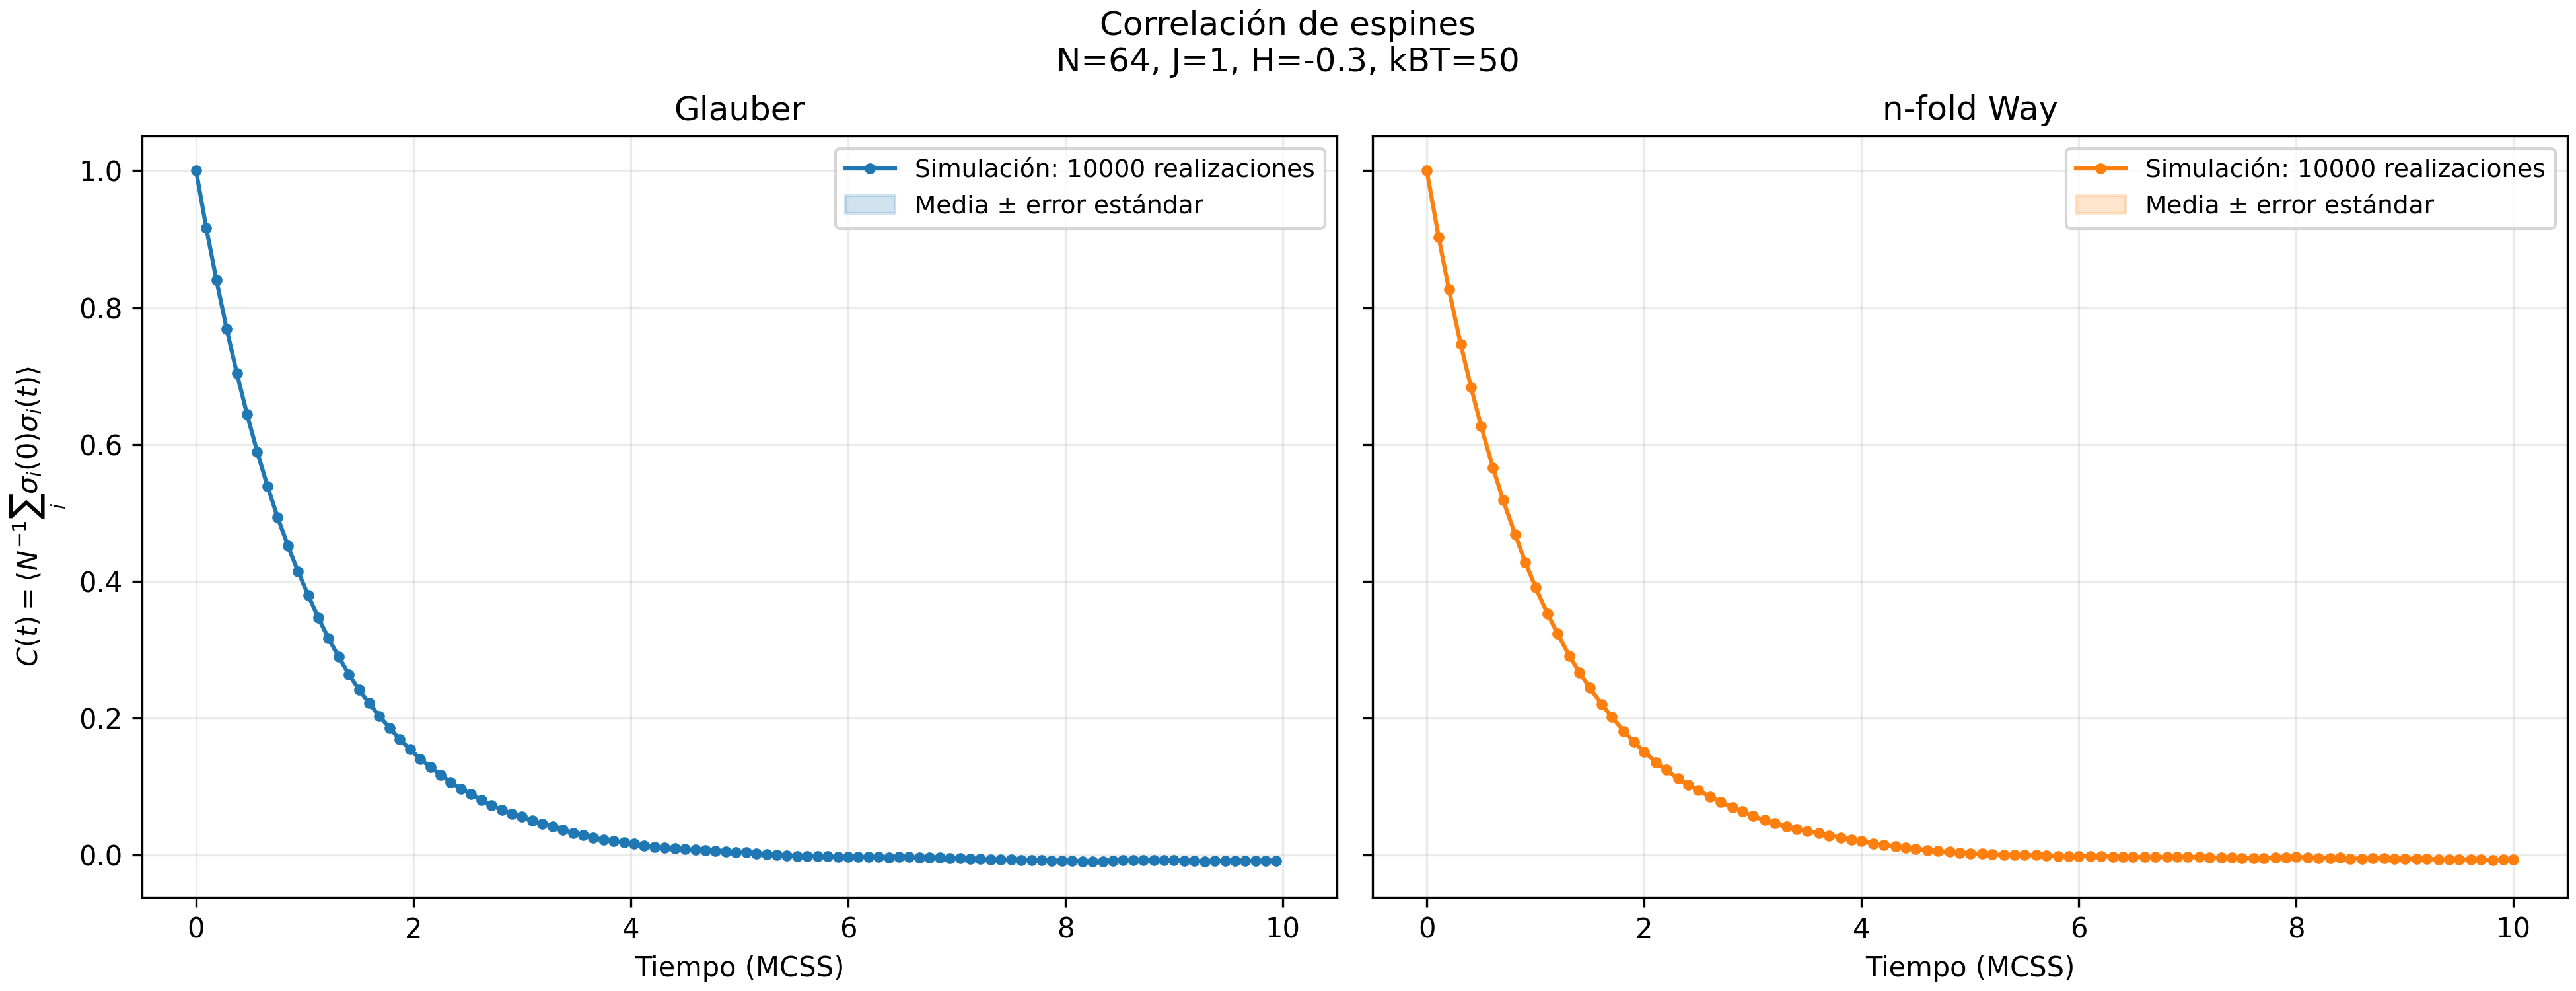 Correlación de espines
N=64, J=1, H=-0.3, kBT=50
Glauber
n-fold Way
Simulación: 10000 realizaciones
Media ± error estándar
Simulación: 10000 realizaciones
Media ± error estándar
C(t) = ⟨N⁻¹ ∑ᵢ σᵢ(0)σᵢ(t)⟩
1.0
0.8
0.6
0.4
0.2
0.0
0 2 4 6 8 10
0 2 4 6 8 10
Tiempo (MCSS)
Tiempo (MCSS)